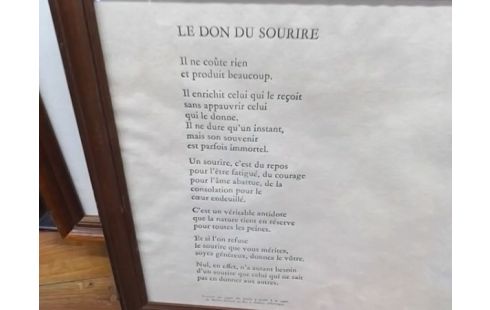 LE DON DU SOURIRE
Il ne coûte rien
et produit beaucoup.
Il enrichit celui qui le reçoit
sans appauvrir celui
qui le donne.
Il ne dure qu'un instant,
mais son souvenir
est parfois immortel.
Un sourire, c'est du repos
pour l'être fatigué, du courage
pour l'âme abattue, de la
consolation pour le
cœur endeuillé.
C'est un véritable antidote
que la nature tient en réserve
pour toutes les peines.
Et si l'on refuse
le sourire que vous méritez,
soyez généreux, donnez le vôtre.
Nul, en effet, n'a autant besoin
d'un sourire que celui qui ne sait
pas en donner aux autres.